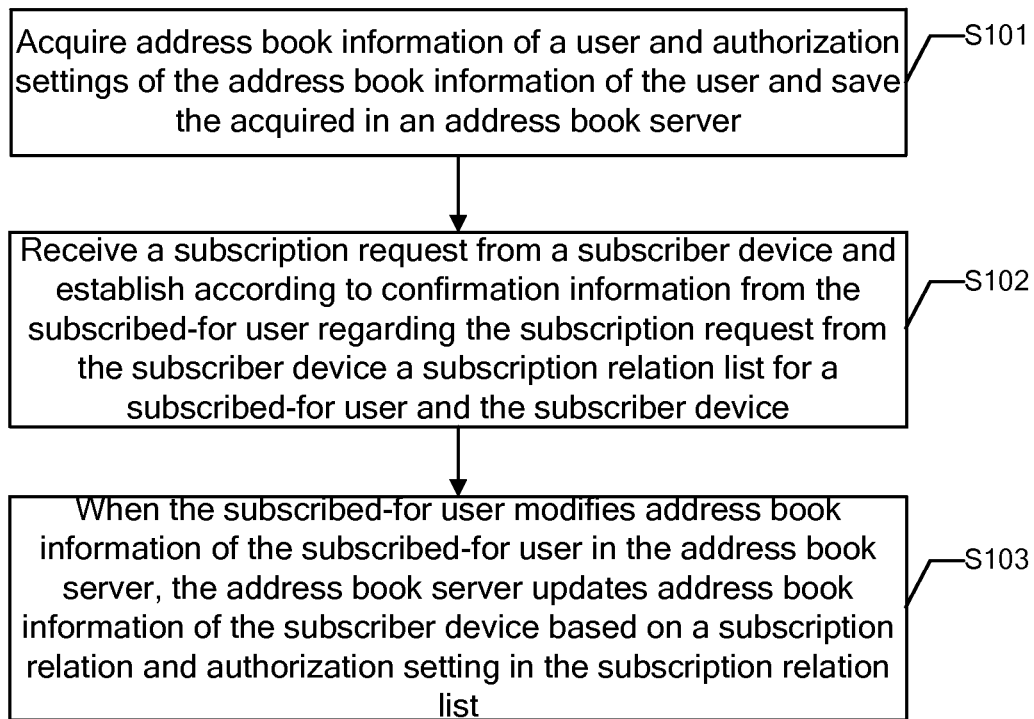 Acquire address book information of a user and authorization
settings of the address book information of the user and save
the acquired in an address book server
S101
Receive a subscription request from a subscriber device and
establish according to confirmation information from the
subscribed-for user regarding the subscription request from
the subscriber device a subscription relation list for a
subscribed-for user and the subscriber device
S102
When the subscribed-for user modifies address book
information of the subscribed-for user in the address book
server, the address book server updates address book
information of the subscriber device based on a subscription
relation and authorization setting in the subscription relation
list
S103